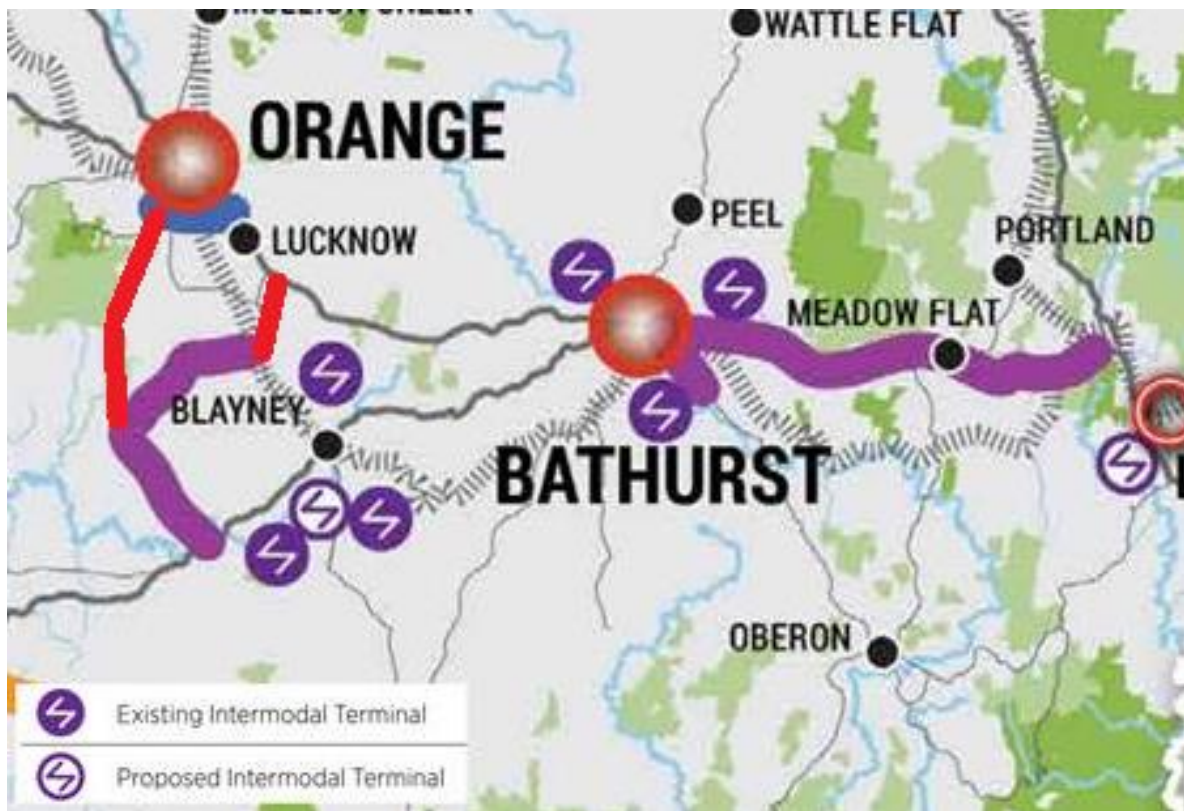 WATTLE FLAT
ORANGE
PEEL
LUCKNOW
PORTLAND
MEADOW FLAT
BLAYNEY
BATHURST
OBERON
Existing Intermodal Terminal
Proposed Intermodal Terminal